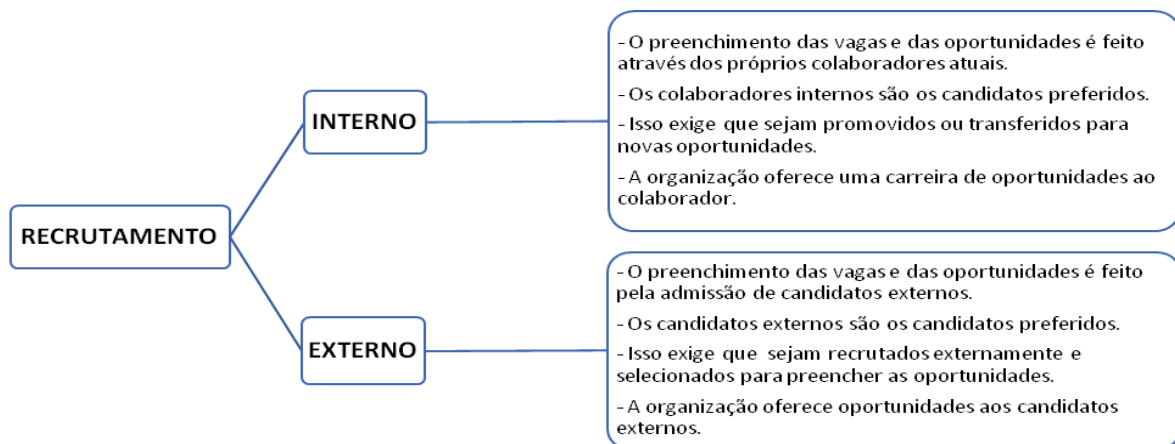 RECRUTAMENTO
INTERNO
- O preenchimento das vagas e das oportunidades é feito
através dos próprios colaboradores atuais.
- Os colaboradores internos são os candidatos preferidos.
- Isso exige que sejam promovidos ou transferidos para
novas oportunidades.
- A organização oferece uma carreira de oportunidades ao
colaborador.
EXTERNO
- O preenchimento das vagas e das oportunidades é feito
pela admissão de candidatos externos.
- Os candidatos externos são os candidatos preferidos.
- Isso exige que sejam recrutados externamente e
selecionados para preencher as oportunidades.
- A organização oferece oportunidades aos candidatos
externos.